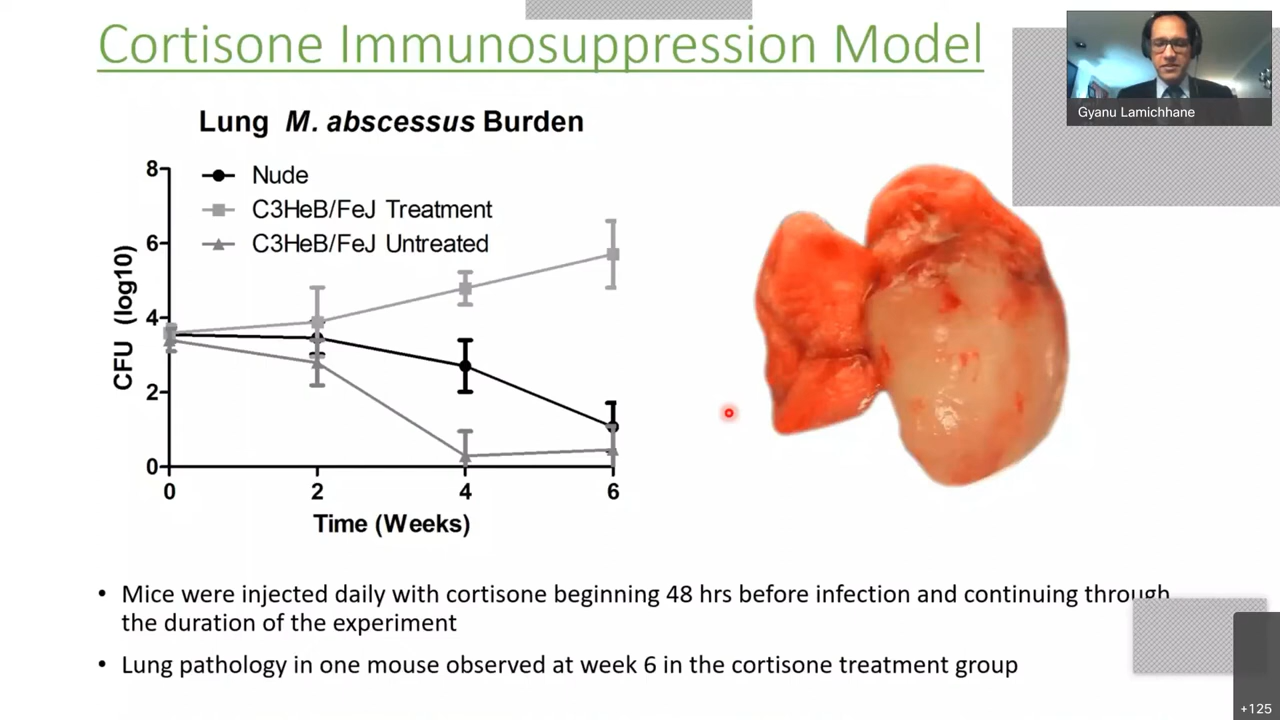 Cortisone Immunosuppression Model
Gyanu Lamichhane
Lung M. abscessus Burden
Nude
C3HeB/FeJ Treatment
C3HeB/FeJ Untreated
CFU (log10)
8
6
4
2
0
0 2 4 6
Time (Weeks)
• Mice were injected daily with cortisone beginning 48 hrs before infection and continuing through
the duration of the experiment
• Lung pathology in one mouse observed at week 6 in the cortisone treatment group
+125